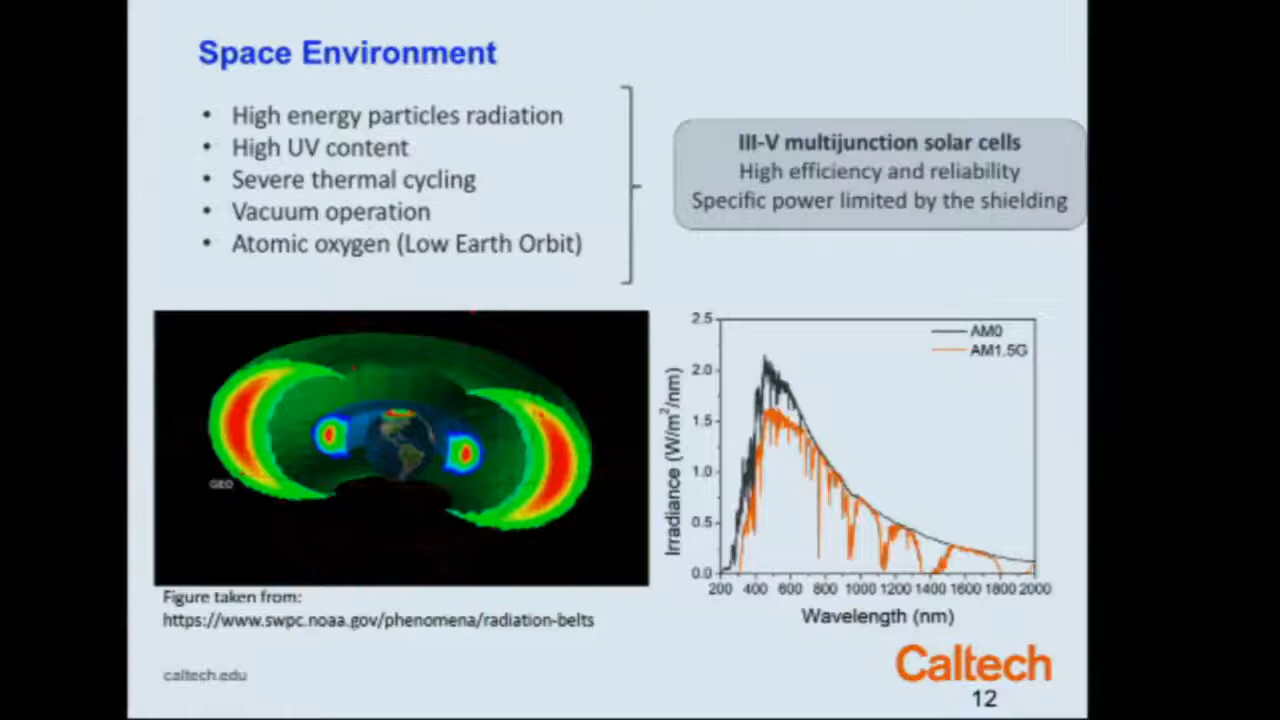 Space Environment
• High energy particles radiation
• High UV content
• Severe thermal cycling
• Vacuum operation
• Atomic oxygen (Low Earth Orbit)
III-V multijunction solar cells
High efficiency and reliability
Specific power limited by the shielding
GEO
Figure taken from:
https://www.swpc.noaa.gov/phenomena/radiation-belts
AM0
AM1.5G
2.5
2.0
1.5
1.0
0.5
0.0
Irradiance (W/m²/nm)
200 400 600 800 1000 1200 1400 1600 1800 2000
Wavelength (nm)
caltech.edu
Caltech
12